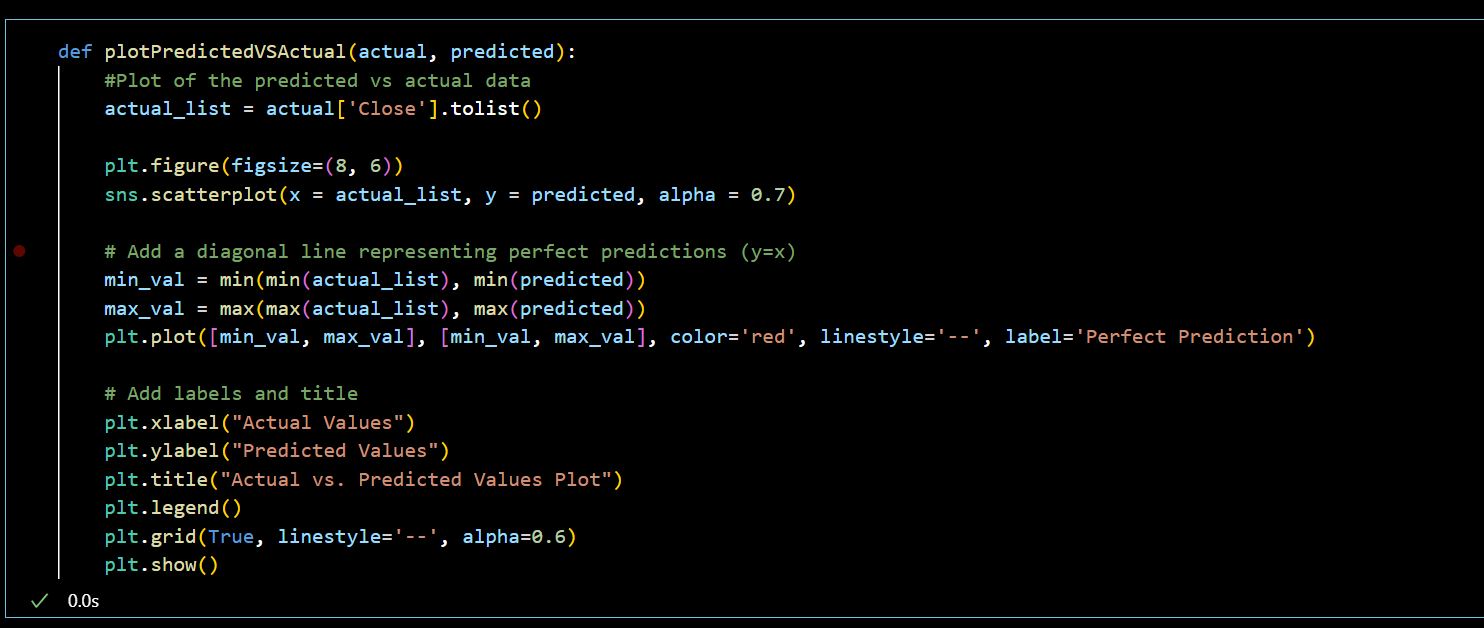 def plotPredictedVSActual(actual, predicted):
    #Plot of the predicted vs actual data
    actual_list = actual['Close'].tolist()

    plt.figure(figsize=(8, 6))
    sns.scatterplot(x = actual_list, y = predicted, alpha = 0.7)

    # Add a diagonal line representing perfect predictions (y=x)
    min_val = min(min(actual_list), min(predicted))
    max_val = max(max(actual_list), max(predicted))
    plt.plot([min_val, max_val], [min_val, max_val], color='red', linestyle='--', label='Perfect Prediction')

    # Add labels and title
    plt.xlabel("Actual Values")
    plt.ylabel("Predicted Values")
    plt.title("Actual vs. Predicted Values Plot")
    plt.legend()
    plt.grid(True, linestyle='--', alpha=0.6)
    plt.show()
0.0s